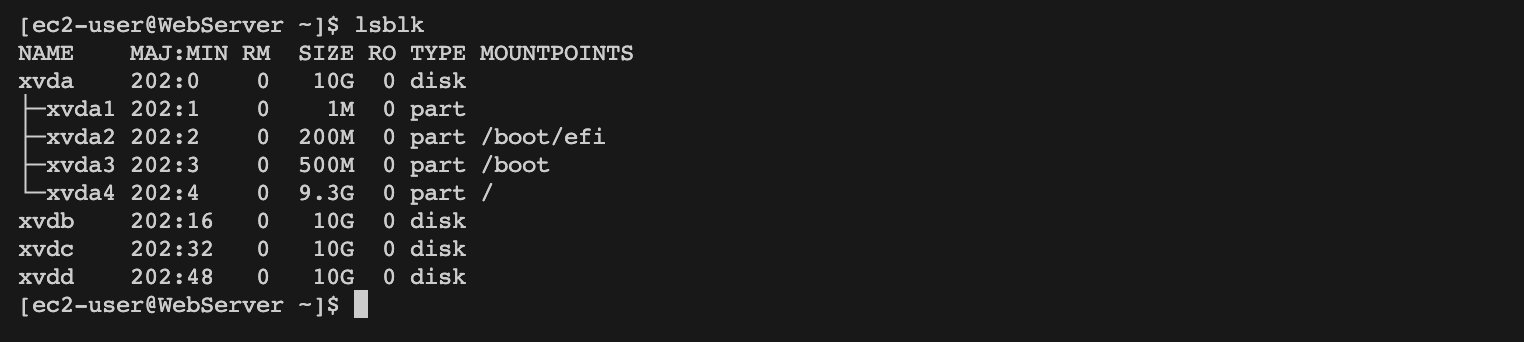 [ec2-user@WebServer ~]$ lsblk
NAME    MAJ:MIN RM  SIZE RO TYPE MOUNTPOINTS
xvda    202:0    0   10G  0 disk
├─xvda1 202:1    0    1M  0 part
├─xvda2 202:2    0  200M  0 part /boot/efi
├─xvda3 202:3    0  500M  0 part /boot
└─xvda4 202:4    0  9.3G  0 part /
xvdb    202:16   0   10G  0 disk
xvdc    202:32   0   10G  0 disk
xvdd    202:48   0   10G  0 disk
[ec2-user@WebServer ~]$